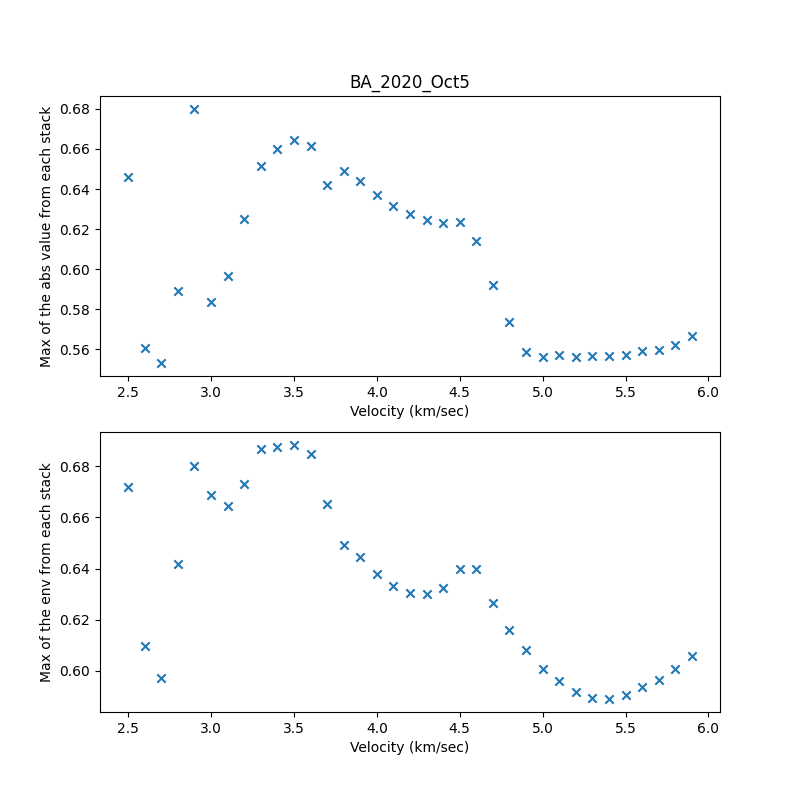 BA_2020_Oct5
Max of the abs value from each stack
0.68
0.66
0.64
0.62
0.60
0.58
0.56
2.5 3.0 3.5 4.0 4.5 5.0 5.5 6.0
Velocity (km/sec)
Max of the env from each stack
0.68
0.66
0.64
0.62
0.60
2.5 3.0 3.5 4.0 4.5 5.0 5.5 6.0
Velocity (km/sec)